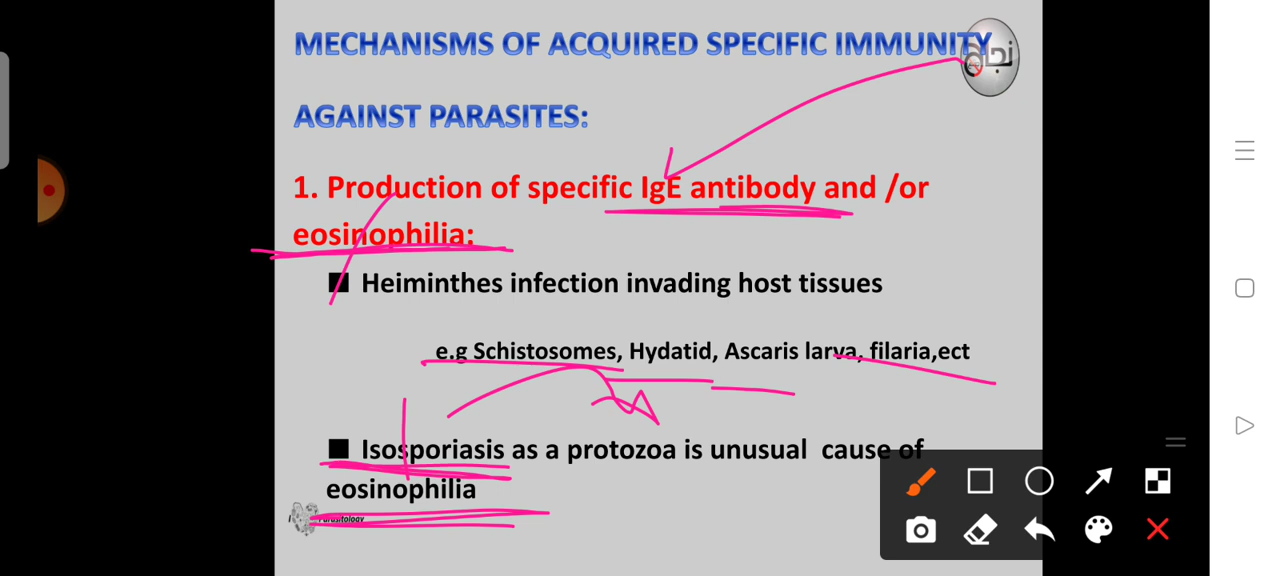 MECHANISMS OF ACQUIRED SPECIFIC IMMUNITY
AGAINST PARASITES:
1. Production of specific IgE antibody and /or
eosinophilia:
■ Heiminthes infection invading host tissues
e.g Schistosomes, Hydatid, Ascaris larva, filaria,ect
■ Isosporiasis as a protozoa is unusual cause of
eosinophilia
Parasitology